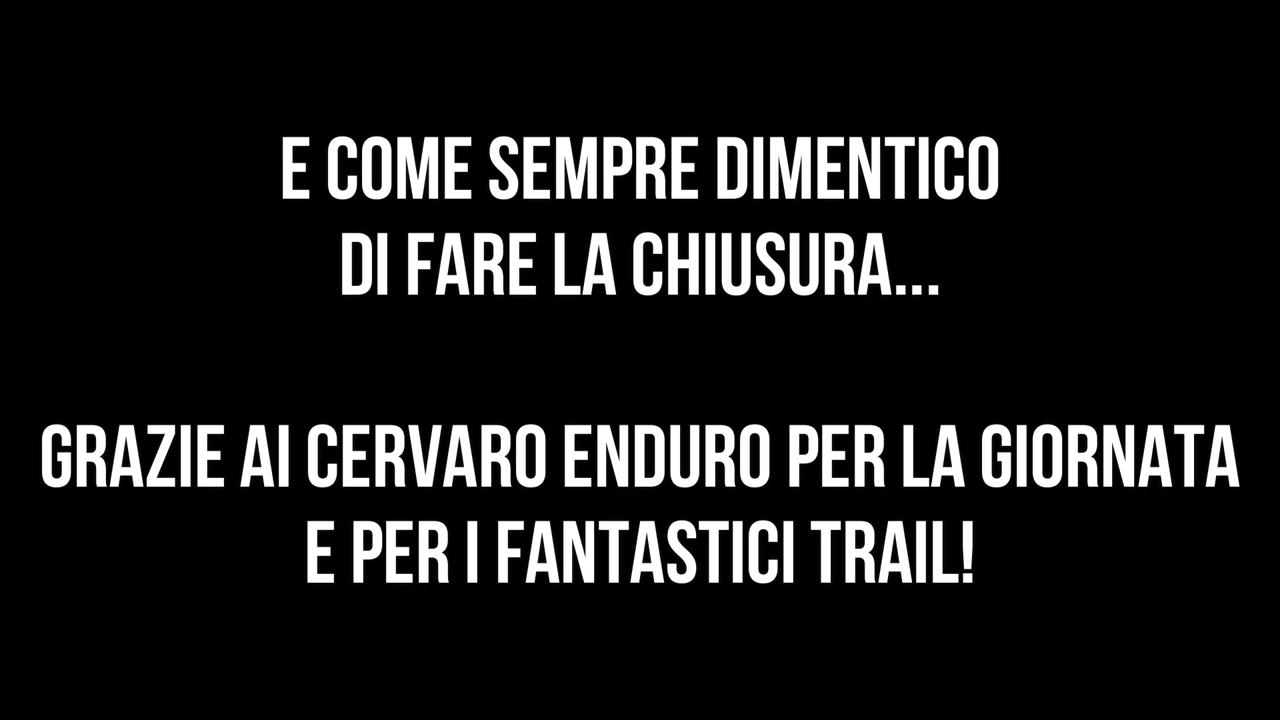 E COME SEMPRE DIMENTICO
DI FARE LA CHIUSURA...
GRAZIE AI CERVARO ENDURO PER LA GIORNATA
E PER I FANTASTICI TRAIL!